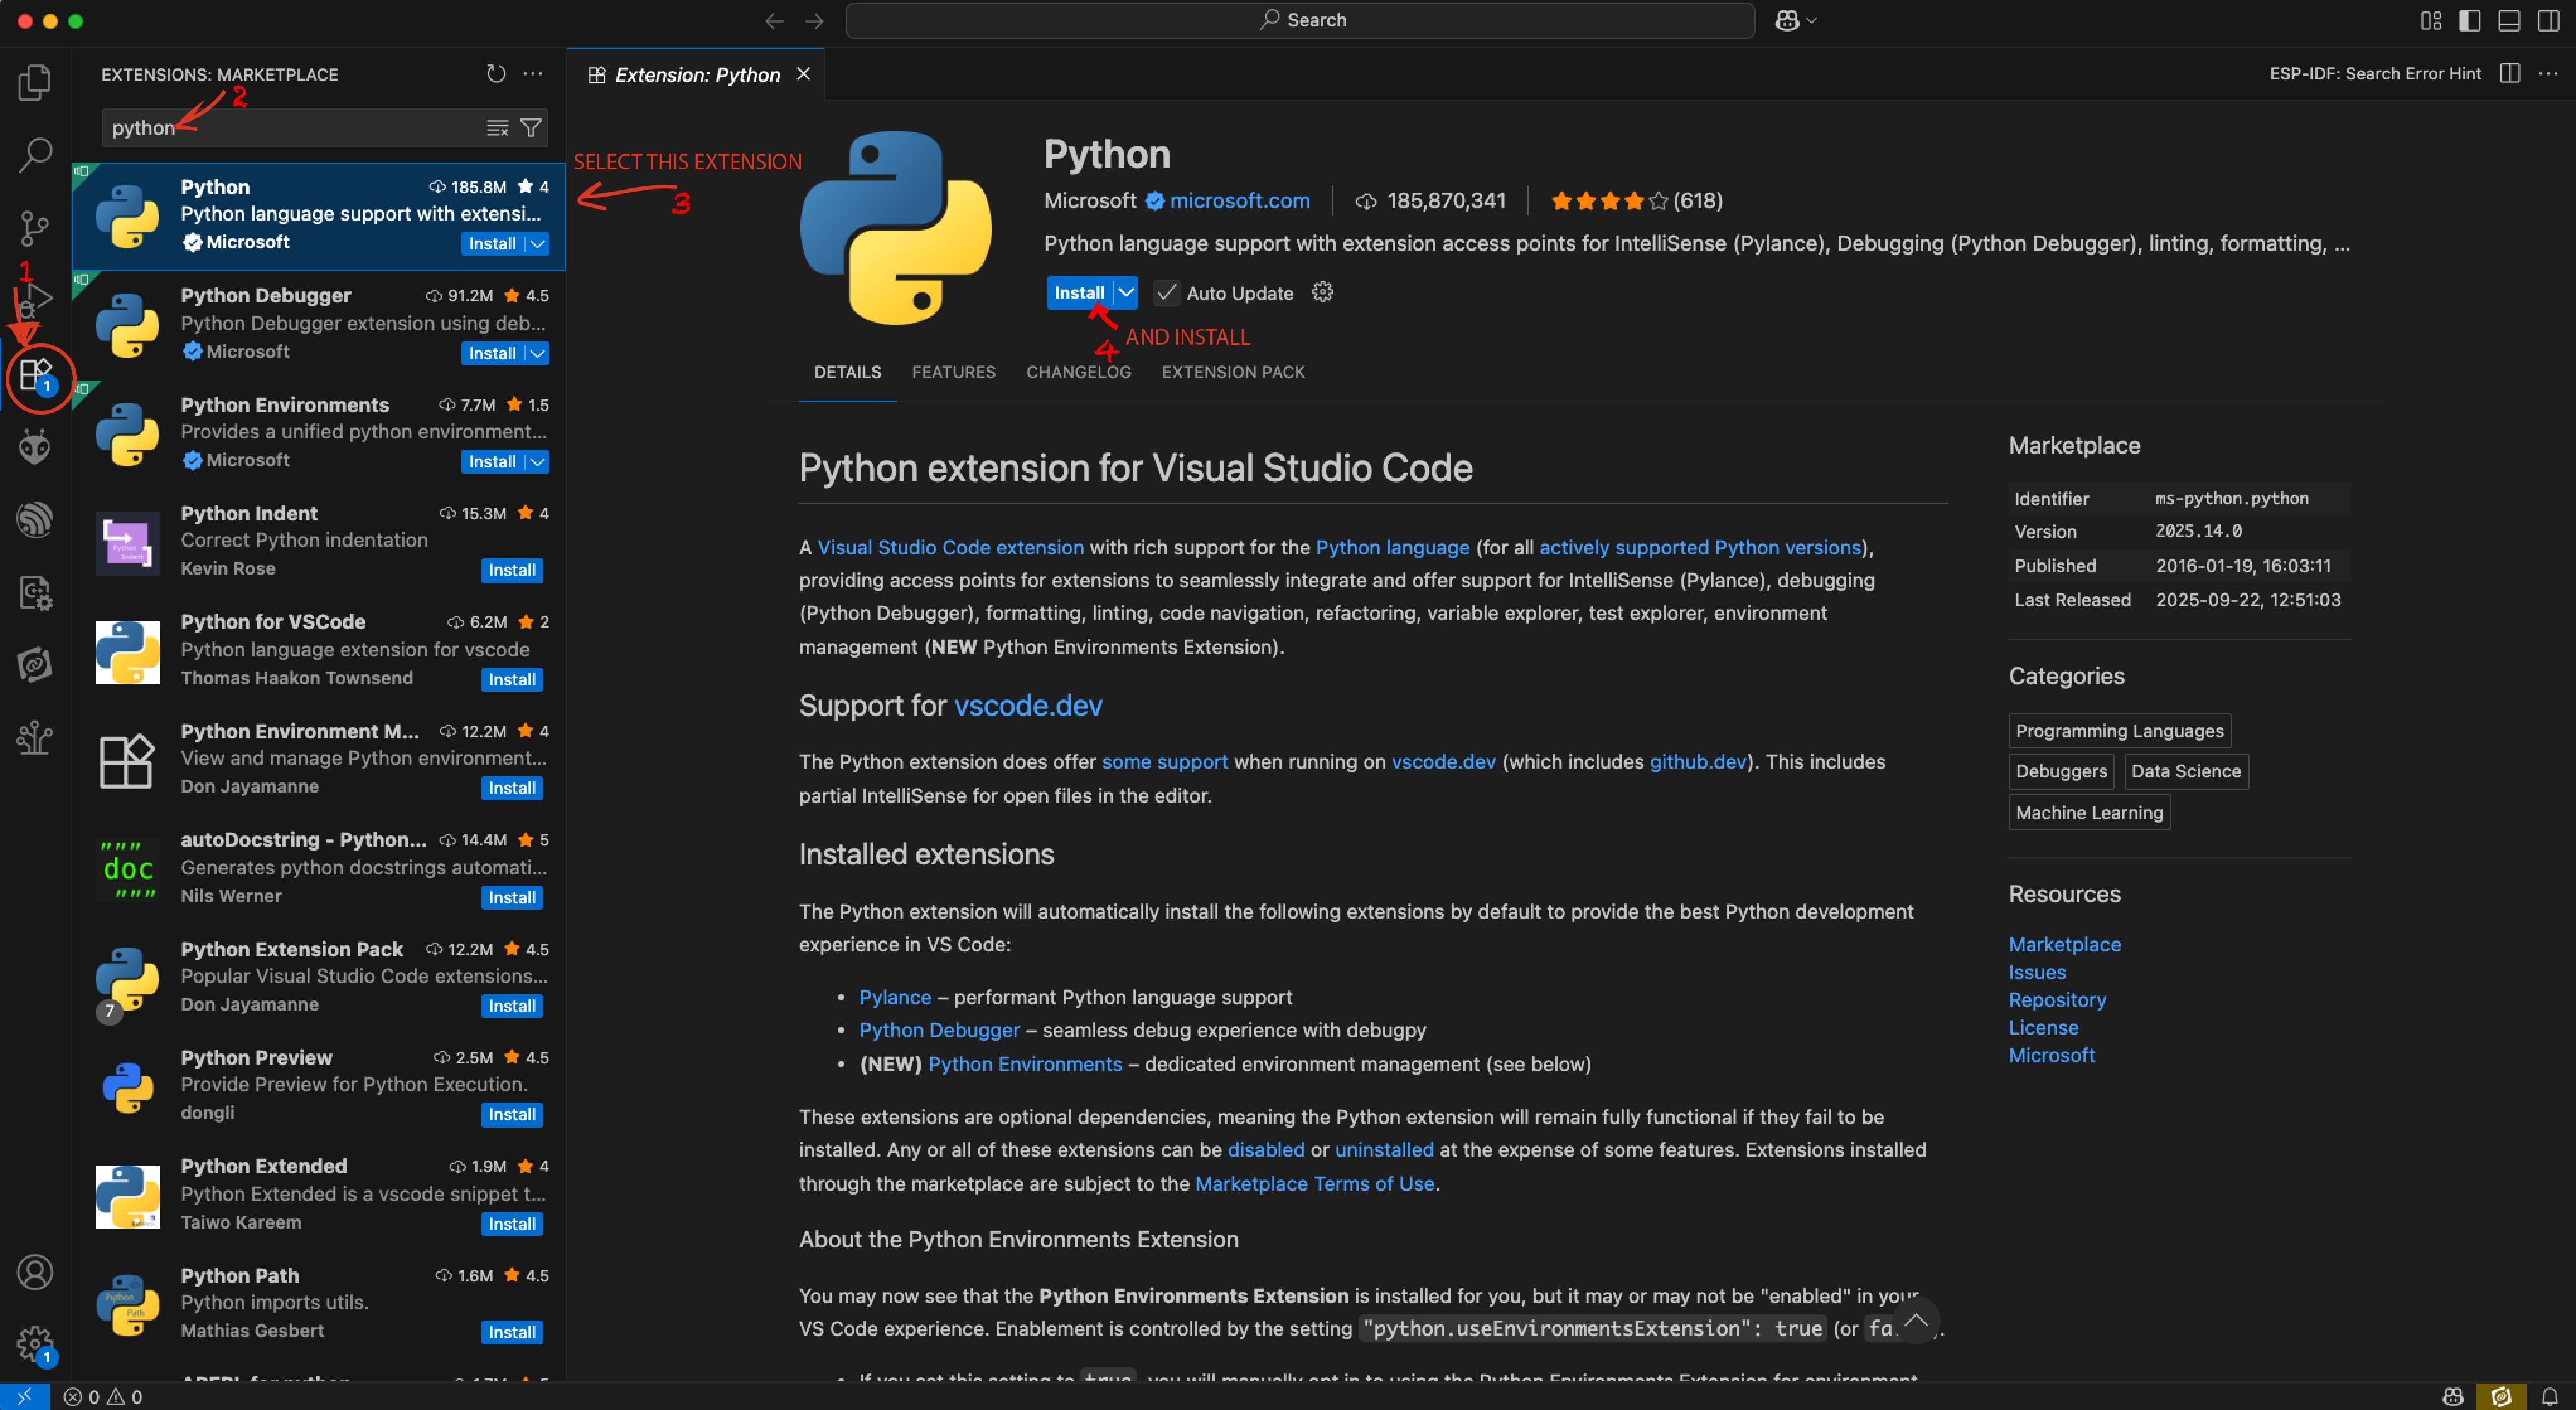 Search
EXTENSIONS: MARKETPLACE
2
python
Python 185.8M 4
Python language support with extensi...
Microsoft Install
1
Python Debugger 91.2M 4.5
Python Debugger extension using deb...
Microsoft Install
1
Python Environments 7.7M 1.5
Provides a unified python environment...
Microsoft Install
Python Indent 15.3M 4
Correct Python indentation
Kevin Rose Install
Python for VSCode 6.2M 2
Python language extension for vscode
Thomas Haakon Townsend Install
Python Environment M... 12.2M 4
View and manage Python environment...
Don Jayamanne Install
autoDocstring - Python... 14.4M 5
Generates python docstrings automati...
Nils Werner Install
"""
doc
"""
Python Extension Pack 12.2M 4.5
Popular Visual Studio Code extensions...
Don Jayamanne Install
7
Python Preview 2.5M 4.5
Provide Preview for Python Execution.
dongli Install
Python Extended 1.9M 4
Python Extended is a vscode snippet t...
Taiwo Kareem Install
Python Path 1.6M 4.5
Python imports utils.
Mathias Gesbert Install
1
Extension: Python
ESP-IDF: Search Error Hint
SELECT THIS EXTENSION
3
Python
Microsoft microsoft.com 185,870,341 (618)
Python language support with extension access points for IntelliSense (Pylance), Debugging (Python Debugger), linting, formatting, ...
Install Auto Update
4 AND INSTALL
DETAILS FEATURES CHANGELOG EXTENSION PACK
Python extension for Visual Studio Code
A Visual Studio Code extension with rich support for the Python language (for all actively supported Python versions),
providing access points for extensions to seamlessly integrate and offer support for IntelliSense (Pylance), debugging
(Python Debugger), formatting, linting, code navigation, refactoring, variable explorer, test explorer, environment
management (NEW Python Environments Extension).
Support for vscode.dev
The Python extension does offer some support when running on vscode.dev (which includes github.dev). This includes
partial IntelliSense for open files in the editor.
Installed extensions
The Python extension will automatically install the following extensions by default to provide the best Python development
experience in VS Code:
• Pylance – performant Python language support
• Python Debugger – seamless debug experience with debugpy
• (NEW) Python Environments – dedicated environment management (see below)
These extensions are optional dependencies, meaning the Python extension will remain fully functional if they fail to be
installed. Any or all of these extensions can be disabled or uninstalled at the expense of some features. Extensions installed
through the marketplace are subject to the Marketplace Terms of Use.
About the Python Environments Extension
You may now see that the Python Environments Extension is installed for you, but it may or may not be "enabled" in your
VS Code experience. Enablement is controlled by the setting "python.useEnvironmentsExtension": true (or fa
Marketplace
Identifier ms-python.python
Version 2025.14.0
Published 2016-01-19, 16:03:11
Last Released 2025-09-22, 12:51:03
Categories
Programming Languages
Debuggers Data Science
Machine Learning
Resources
Marketplace
Issues
Repository
License
Microsoft
0 0